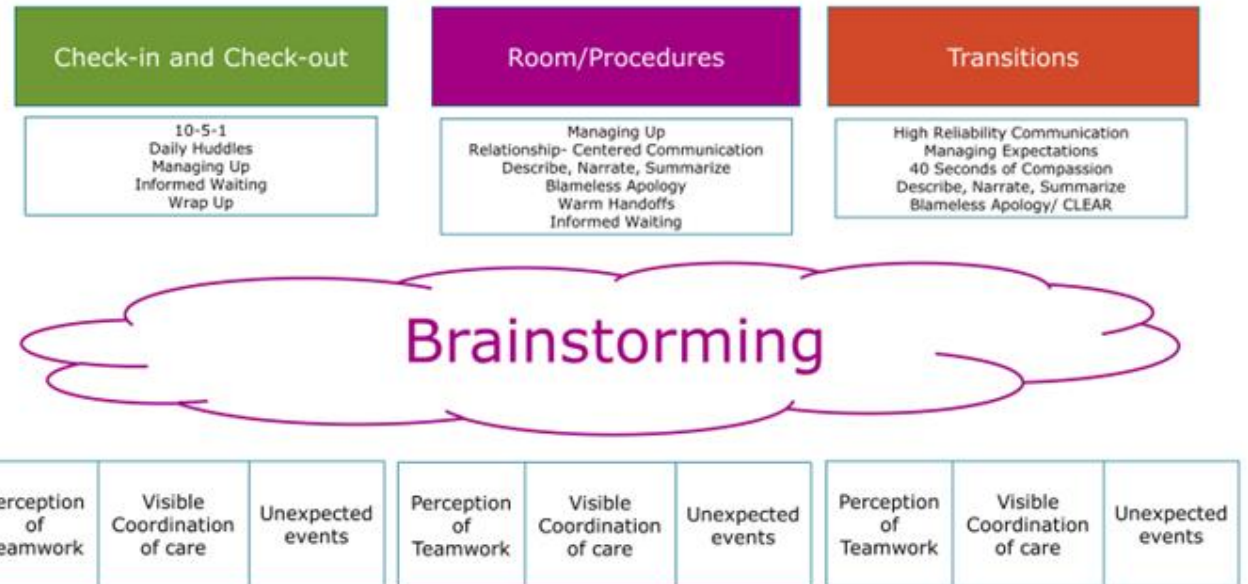 Check-in and Check-out
10-5-1
Daily Huddles
Managing Up
Informed Waiting
Wrap Up
Room/Procedures
Managing Up
Relationship- Centered Communication
Describe, Narrate, Summarize
Blameless Apology
Warm Handoffs
Informed Waiting
Transitions
High Reliability Communication
Managing Expectations
40 Seconds of Compassion
Describe, Narrate, Summarize
Blameless Apology/ CLEAR
Brainstorming
erception
of
eamwork
Visible
Coordination
of care
Unexpected
events
Perception
of
Teamwork
Visible
Coordination
of care
Unexpected
events
Perception
of
Teamwork
Visible
Coordination
of care
Unexpected
events